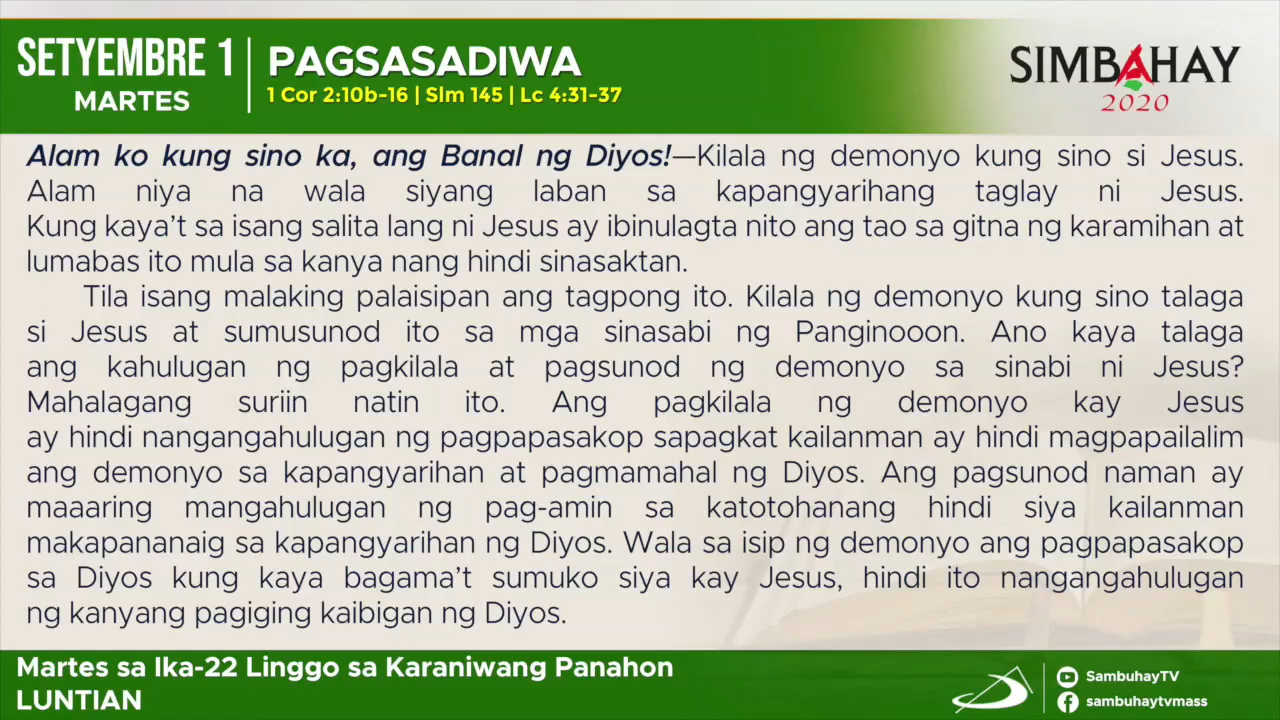 SETYEMBRE 1
MARTES
PAGSASADIWA
1 Cor 2:10b-16 | Slm 145 | Lc 4:31-37
SIMBAHAY
2020
Alam ko kung sino ka, ang Banal ng Diyos!—Kilala ng demonyo kung sino si Jesus.
Alam niya na wala siyang laban sa kapangyarihang taglay ni Jesus.
Kung kaya’t sa isang salita lang ni Jesus ay ibinulagta nito ang tao sa gitna ng karamihan at
lumabas ito mula sa kanya nang hindi sinasaktan.
Tila isang malaking palaisipan ang tagpong ito. Kilala ng demonyo kung sino talaga
si Jesus at sumusunod ito sa mga sinasabi ng Panginooon. Ano kaya talaga
ang kahulugan ng pagkilala at pagsunod ng demonyo sa sinabi ni Jesus?
Mahalagang suriin natin ito. Ang pagkilala ng demonyo kay Jesus
ay hindi nangangahulugan ng pagpapasakop sapagkat kailanman ay hindi magpapailalim
ang demonyo sa kapangyarihan at pagmamahal ng Diyos. Ang pagsunod naman ay
maaaring mangahulugan ng pag-amin sa katotohanang hindi siya kailanman
makapananaig sa kapangyarihan ng Diyos. Wala sa isip ng demonyo ang pagpapasakop
sa Diyos kung kaya bagama’t sumuko siya kay Jesus, hindi ito nangangahulugan
ng kanyang pagiging kaibigan ng Diyos.
Martes sa Ika-22 Linggo sa Karaniwang Panahon
LUNTIAN
SambuhayTV
sambuhaytvmass